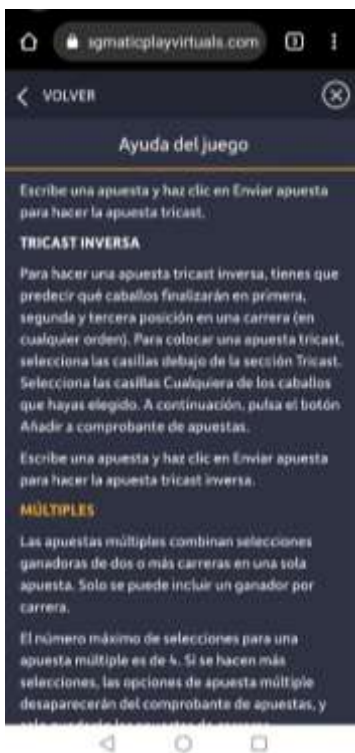 sgmaticplayvirtuals.com
VOLVER
Ayuda del juego
Escribe una apuesta y haz clic en Enviar apuesta
para hacer la apuesta tricast.
TRICAST INVERSA
Para hacer una apuesta tricast inversa, tienes que
predecir qué caballos finalizarán en primera,
segunda y tercera posición en una carrera (en
cualquier orden). Para colocar una apuesta tricast,
selecciona las casillas debajo de la sección Tricast.
Selecciona las casillas Cualquiera de los caballos
que hayas elegido. A continuación, pulsa el botón
Añadir a comprobante de apuestas.
Escribe una apuesta y haz clic en Enviar apuesta
para hacer la apuesta tricast inversa.
MÚLTIPLES
Las apuestas múltiples combinan selecciones
ganadoras de dos o más carreras en una sola
apuesta. Solo se puede incluir un ganador por
carrera.
El número máximo de selecciones para una
apuesta múltiple es de 4. Si se hacen más
selecciones, las opciones de apuesta múltiple
desaparecerán del comprobante de apuestas, y